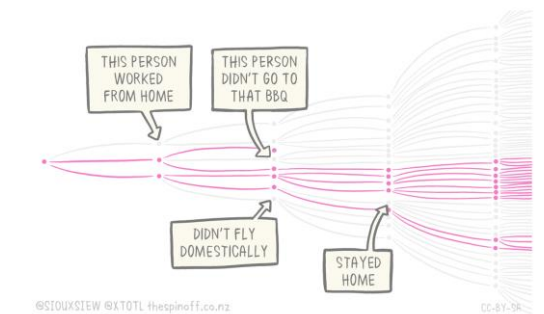 THIS PERSON
WORKED
FROM HOME
THIS PERSON
DIDN'T GO TO
THAT BBQ
DIDN'T FLY
DOMESTICALLY
STAYED
HOME
@SIOUXSIEW @XTOTL thespinoff.co.nz
CC-BY-SA